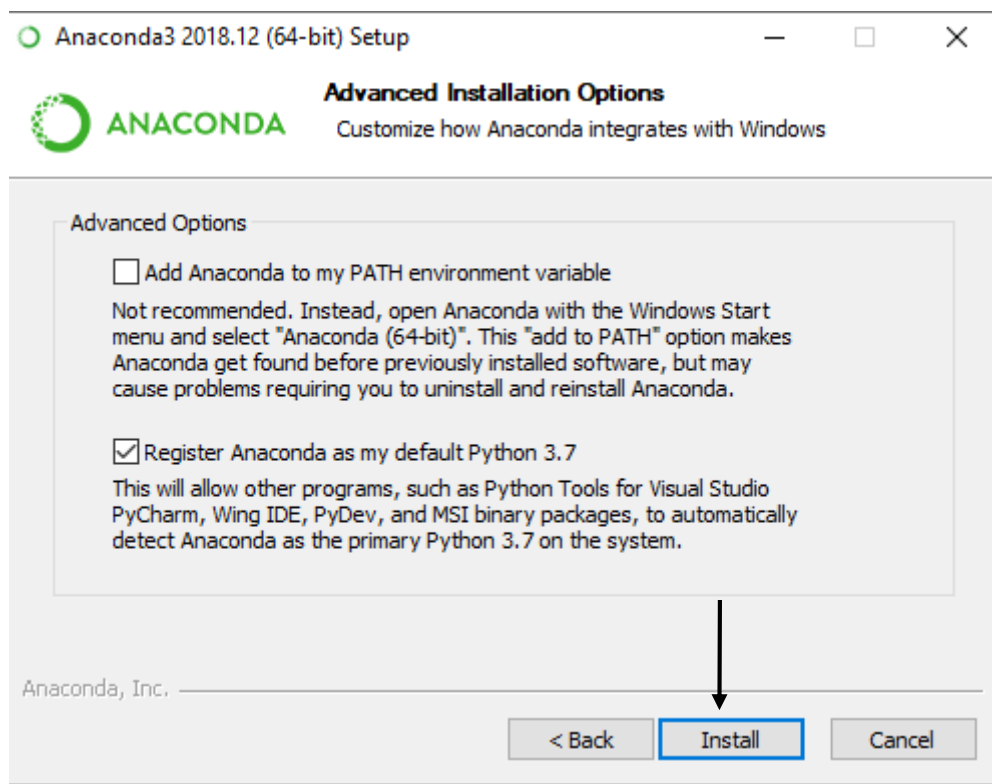 Anaconda3 2018.12 (64-bit) Setup
ANACONDA
Advanced Installation Options
Customize how Anaconda integrates with Windows
Advanced Options
Add Anaconda to my PATH environment variable
Not recommended. Instead, open Anaconda with the Windows Start
menu and select "Anaconda (64-bit)". This "add to PATH" option makes
Anaconda get found before previously installed software, but may
cause problems requiring you to uninstall and reinstall Anaconda.
Register Anaconda as my default Python 3.7
This will allow other programs, such as Python Tools for Visual Studio
PyCharm, Wing IDE, PyDev, and MSI binary packages, to automatically
detect Anaconda as the primary Python 3.7 on the system.
Anaconda, Inc.
< Back
Install
Cancel